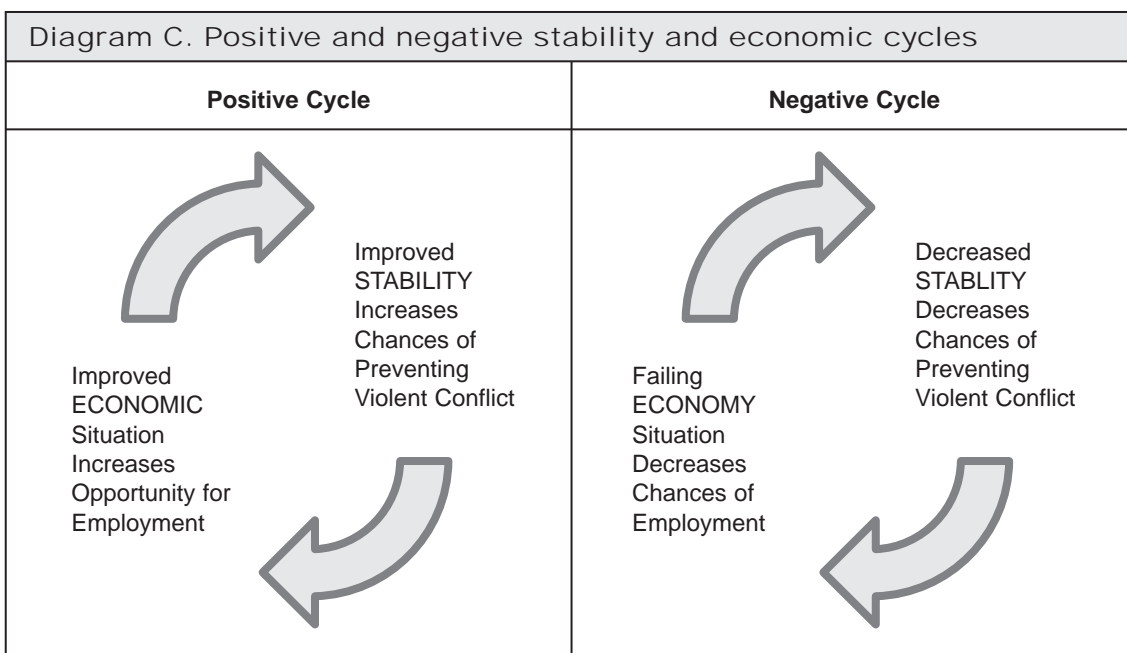 Diagram C. Positive and negative stability and economic cycles
Positive Cycle
Negative Cycle
Improved
STABILITY
Increases
Chances of
Preventing
Violent Conflict
Improved
ECONOMIC
Situation
Increases
Opportunity for
Employment
Decreased
STABLITY
Decreases
Chances of
Preventing
Violent Conflict
Failing
ECONOMY
Situation
Decreases
Chances of
Employment